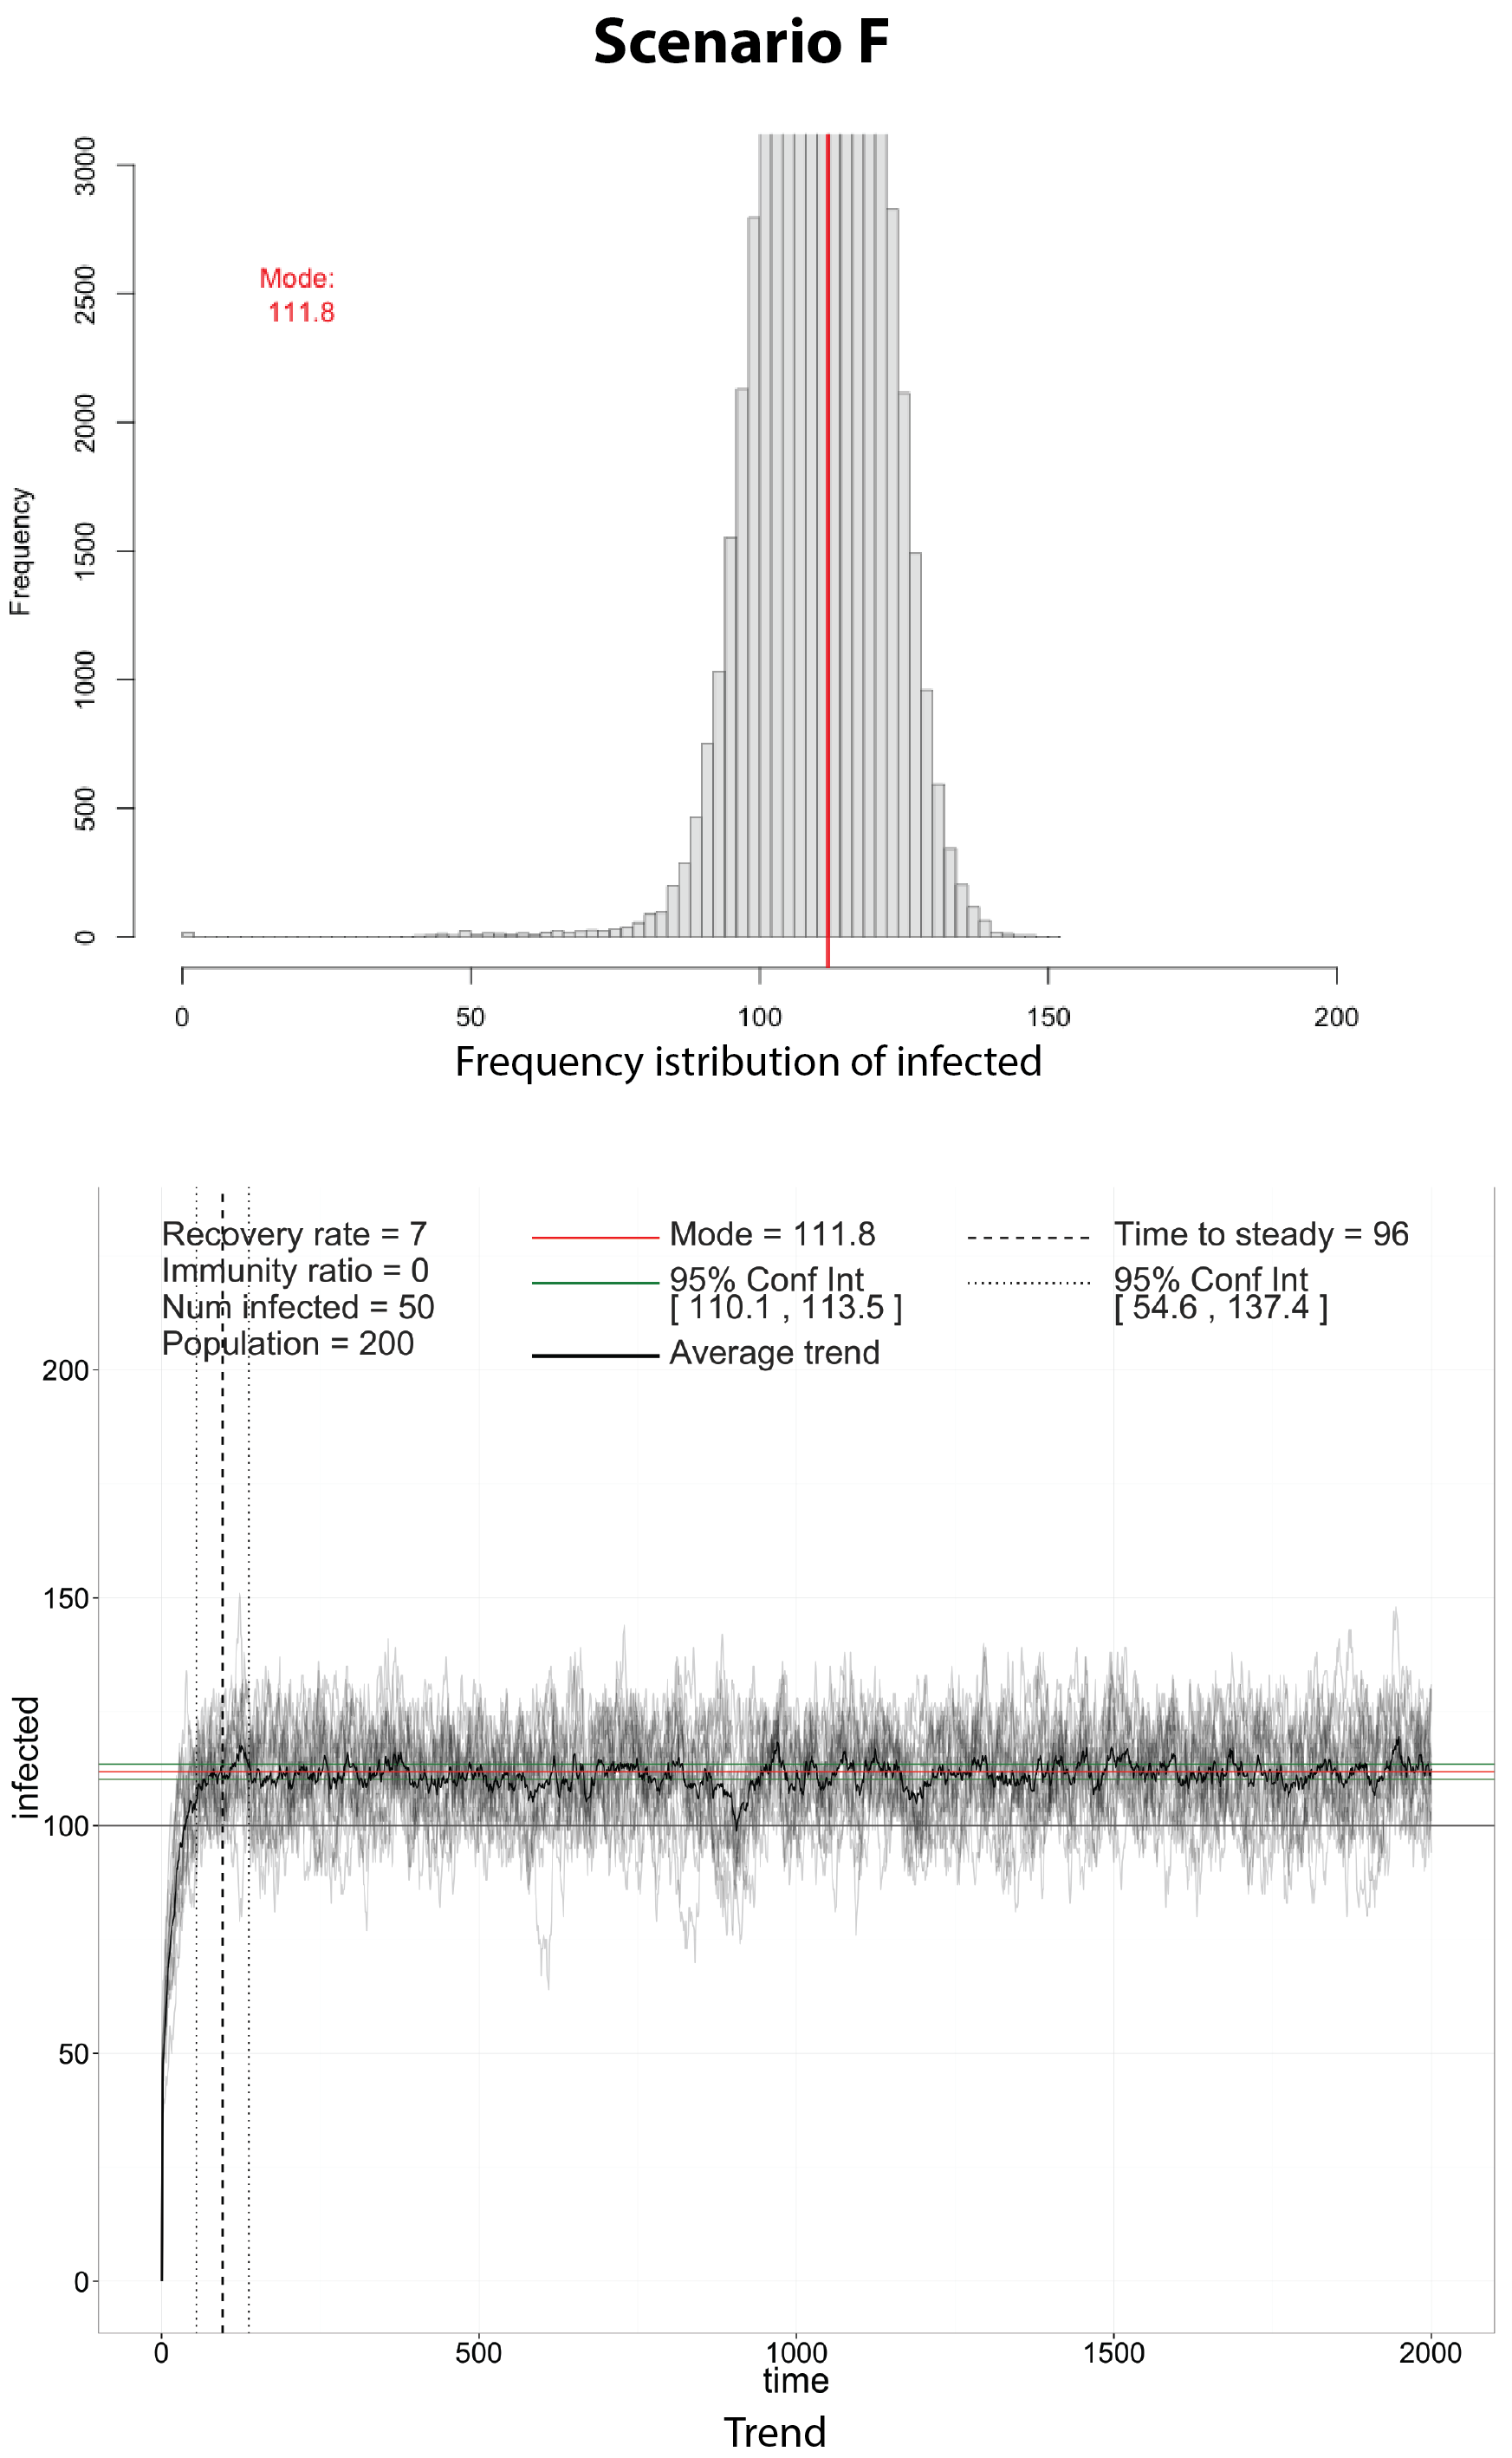 Scenario F
3000
2500
2000
1500
1000
500
0
Frequency
Mode:
111.8
0 50 100 150 200
Frequency istribution of infected
Recovery rate = 7
Immunity ratio = 0
Num infected = 50
Population = 200
Mode = 111.8
95% Conf Int
[ 110.1 , 113.5 ]
Average trend
Time to steady = 96
95% Conf Int
[ 54.6 , 137.4 ]
200
150
100
50
0
infected
0 500 1000 1500 2000
time
Trend